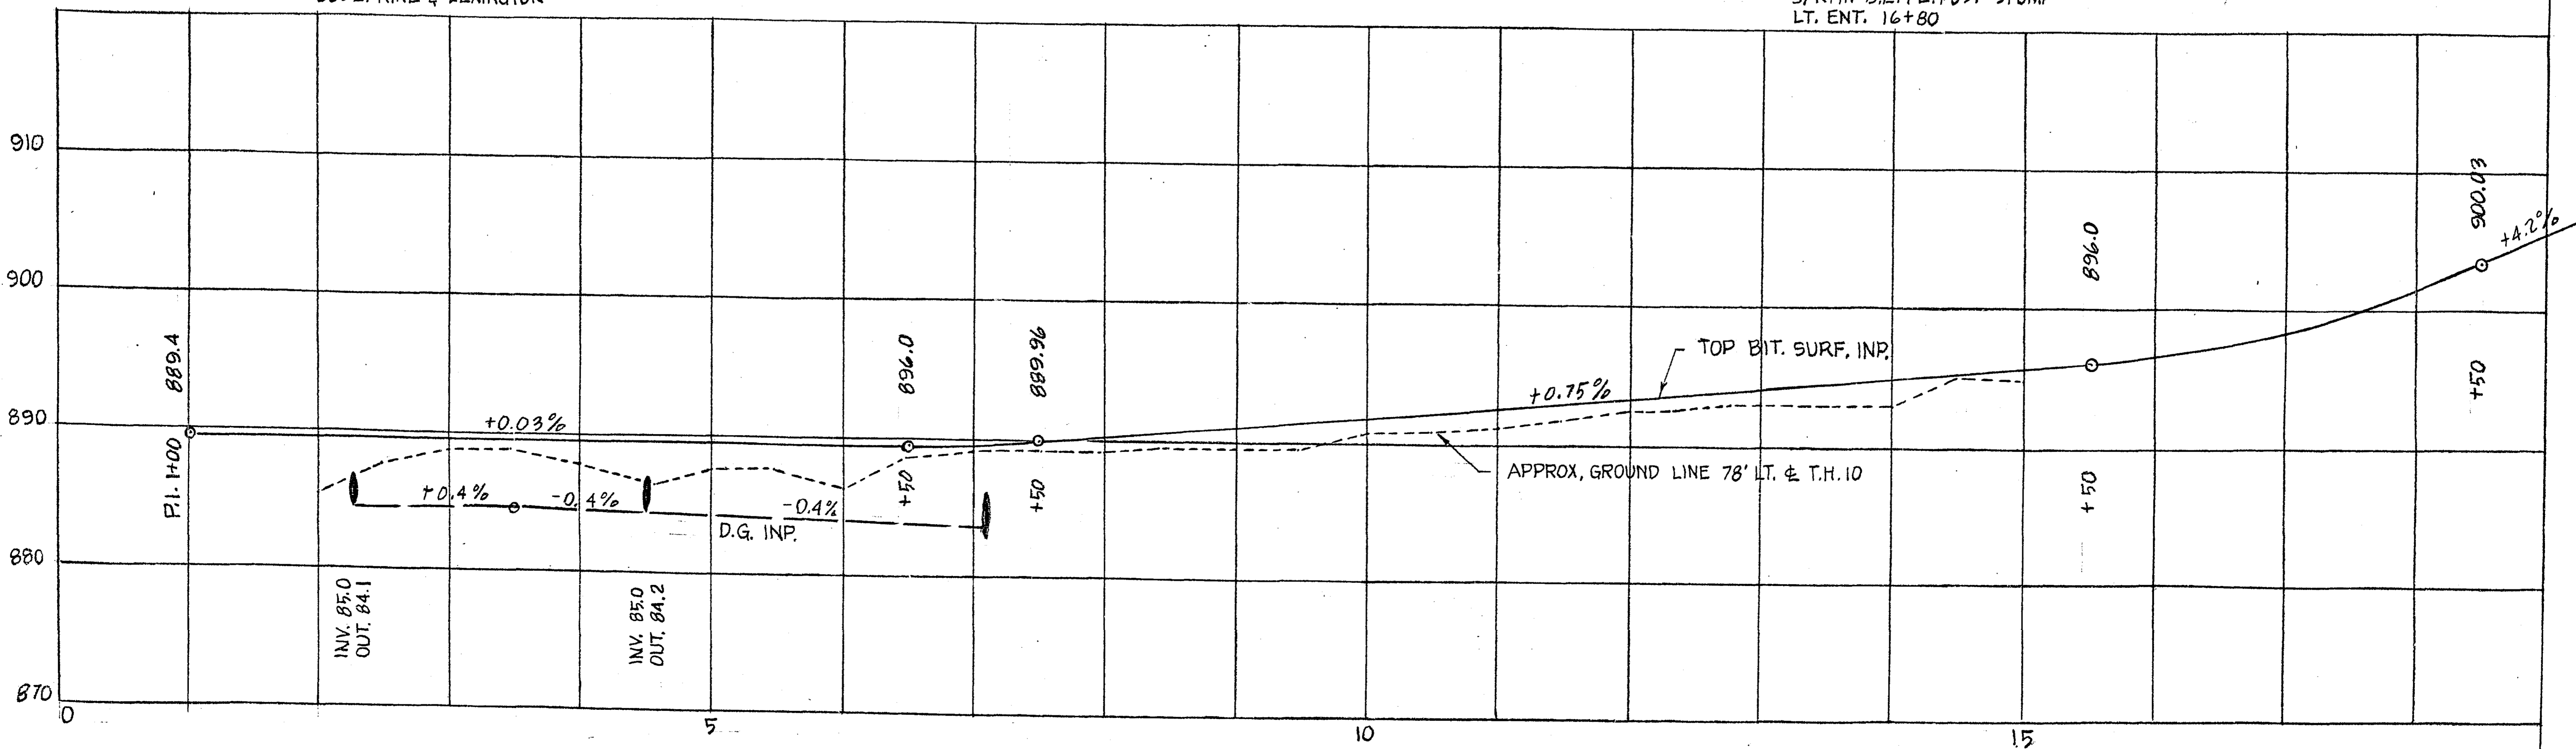 LT. ENT. 16+80
910
900
890
880
870
P.I. 1+00
889.4
+0.03%
+0.4%
-0.4%
-0.4%
D.G. INP.
INV. 85.0
OUT. 84.1
INV. 85.0
OUT. 84.2
+50
896.0
+50
889.96
+0.75%
TOP BIT. SURF. INP.
APPROX, GROUND LINE 78' LT. ℄ T.H. 10
+50
896.0
+50
900.03
+4.2%
0
5
10
15